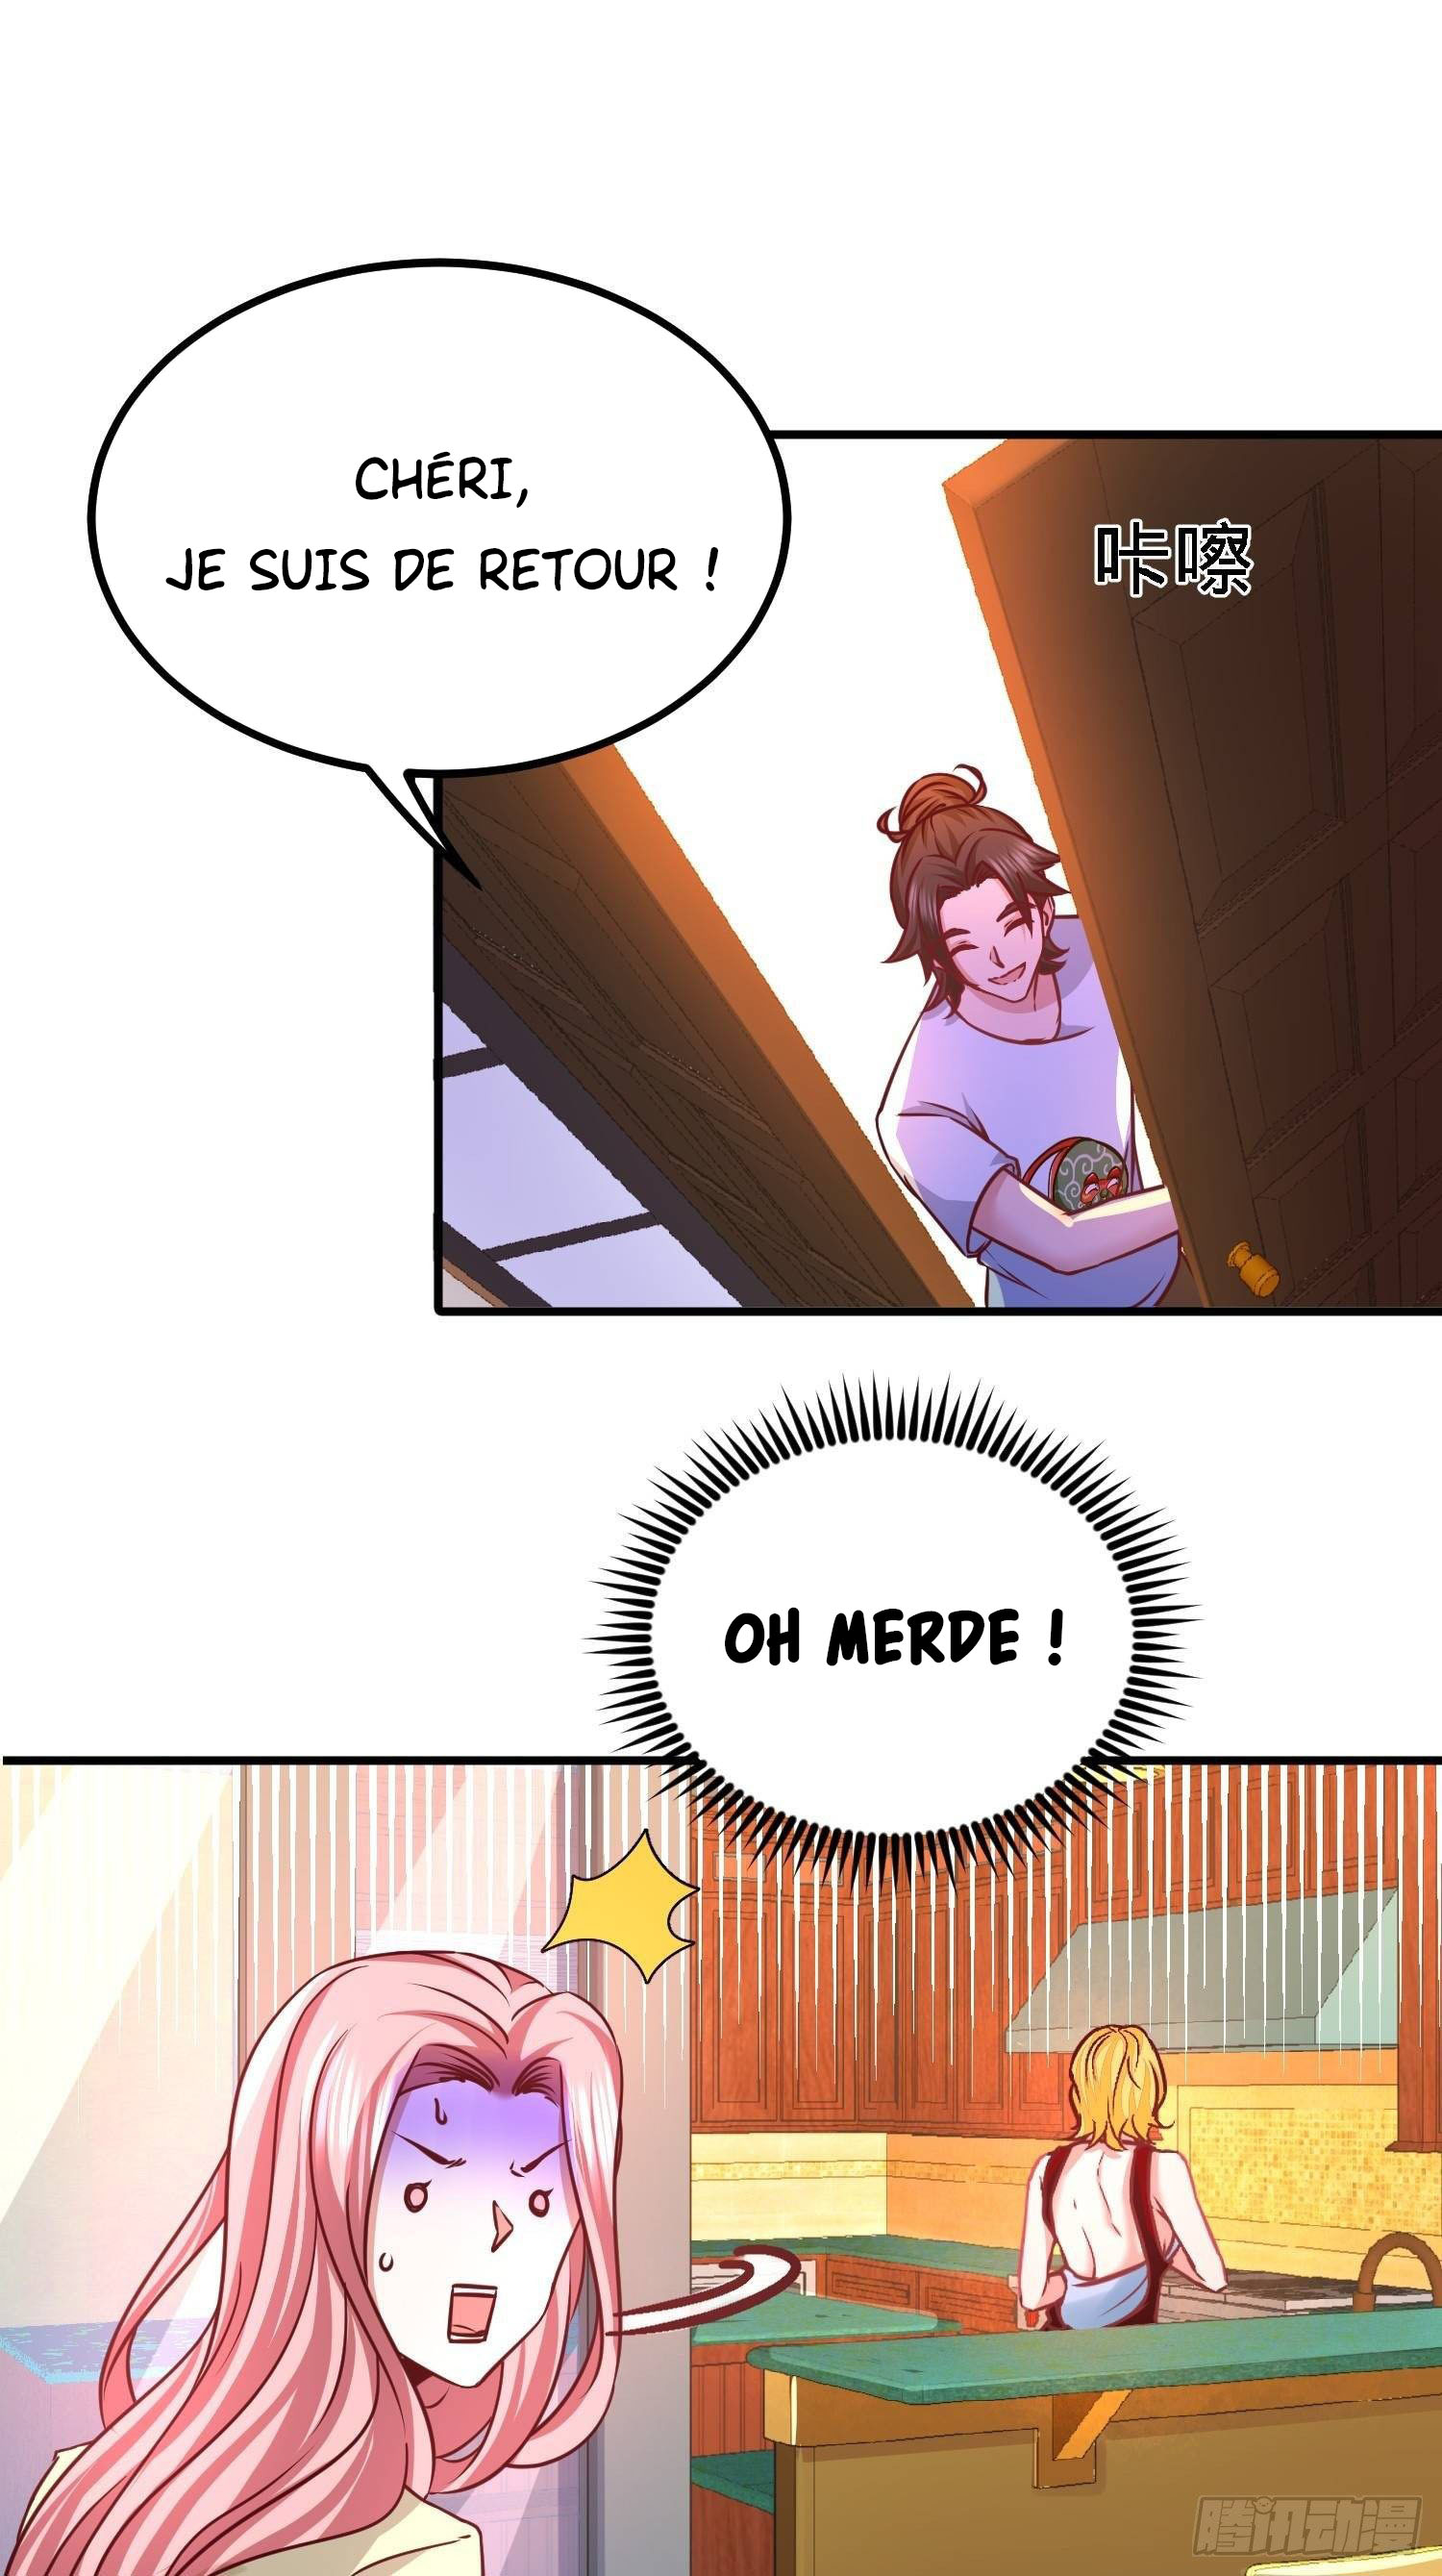 CHÉRI,
JE SUIS DE RETOUR !
咔嚓
OH MERDE !
腾讯动漫